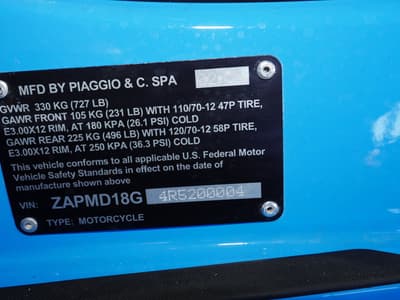 MFD BY PIAGGIO & C. SPA
GVWR 330 KG (727 LB)
GAWR FRONT 105 KG (231 LB) WITH 110/70-12 47P TIRE,
E3.00X12 RIM, AT 180 KPA (26.1 PSI) COLD
GAWR REAR 225 KG (496 LB) WITH 120/70-12 58P TIRE,
E3.00X12 RIM, AT 250 KPA (36.3 PSI) COLD
This vehicle conforms to all applicable U.S. Federal Motor
Vehicle Safety Standards in effect on the date of
manufacture shown above
VIN: ZAPMD18G 4R5200004
TYPE: MOTORCYCLE